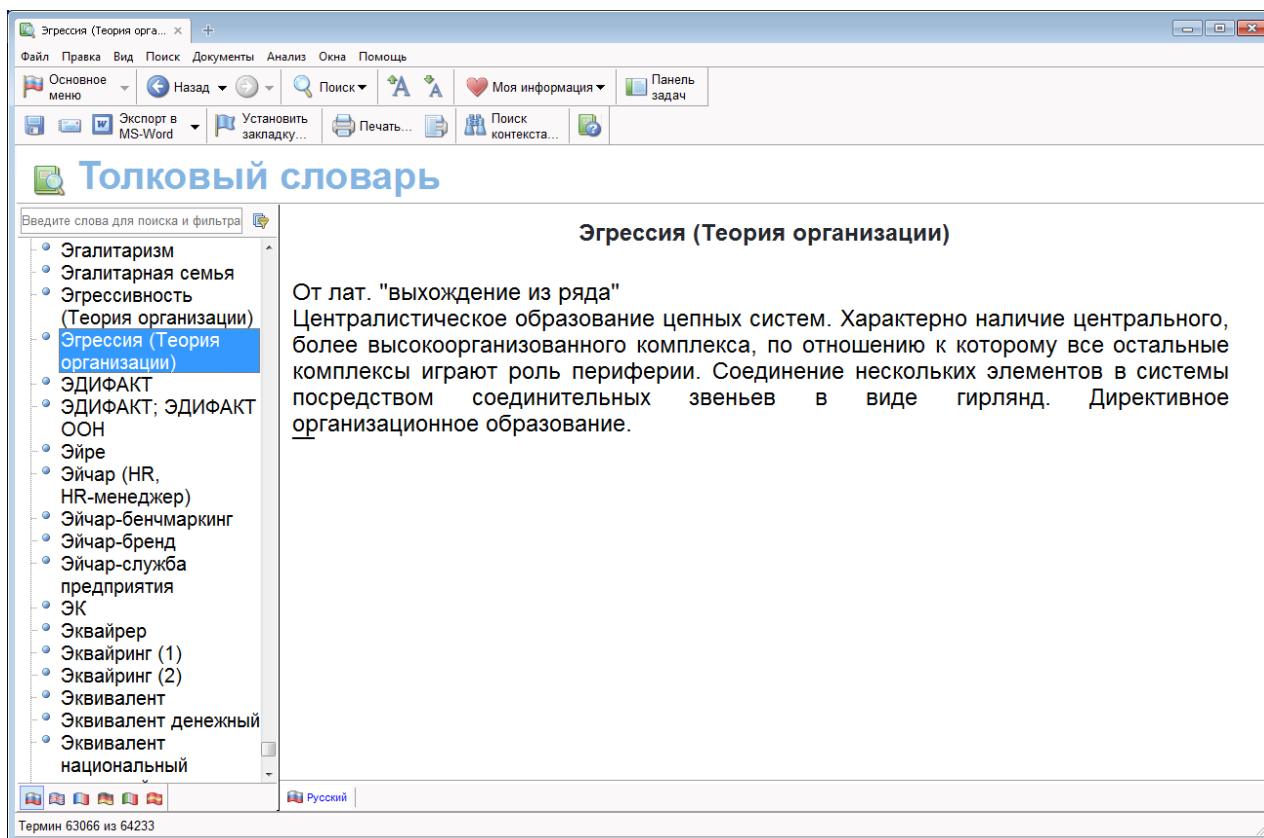 Эгрессия (Теория орга...
Файл Правка Вид Поиск Документы Анализ Окна Помощь
Основное меню Назад Поиск А А Моя информация Панель задач
Экспорт в MS-Word Установить закладку... Печать... Поиск контекста...
Толковый словарь
Введите слова для поиска и фильтра
Эгалитаризм
Эгалитарная семья
Эгрессивность
(Теория организации)
Эгрессия (Теория
организации)
ЭДИФАКТ
ЭДИФАКТ; ЭДИФАКТ
ООН
Эйре
Эйчар (HR,
HR-менеджер)
Эйчар-бенчмаркинг
Эйчар-бренд
Эйчар-служба
предприятия
ЭК
Эквайрер
Эквайринг (1)
Эквайринг (2)
Эквивалент
Эквивалент денежный
Эквивалент
национальный
Эгрессия (Теория организации)
От лат. "выхождение из ряда"
Централистическое образование цепных систем. Характерно наличие центрального,
более высокоорганизованного комплекса, по отношению к которому все остальные
комплексы играют роль периферии. Соединение нескольких элементов в системы
посредством соединительных звеньев в виде гирлянд. Директивное
организационное образование.
Русский
Термин 63066 из 64233